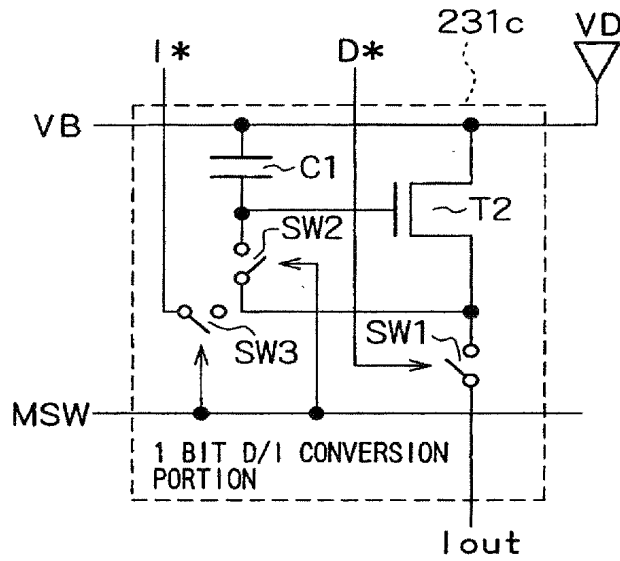 231c
VD
I*
D*
VB
C1
T2
SW2
SW1
SW3
MSW
1 BIT D/I CONVERSION
PORTION
Iout